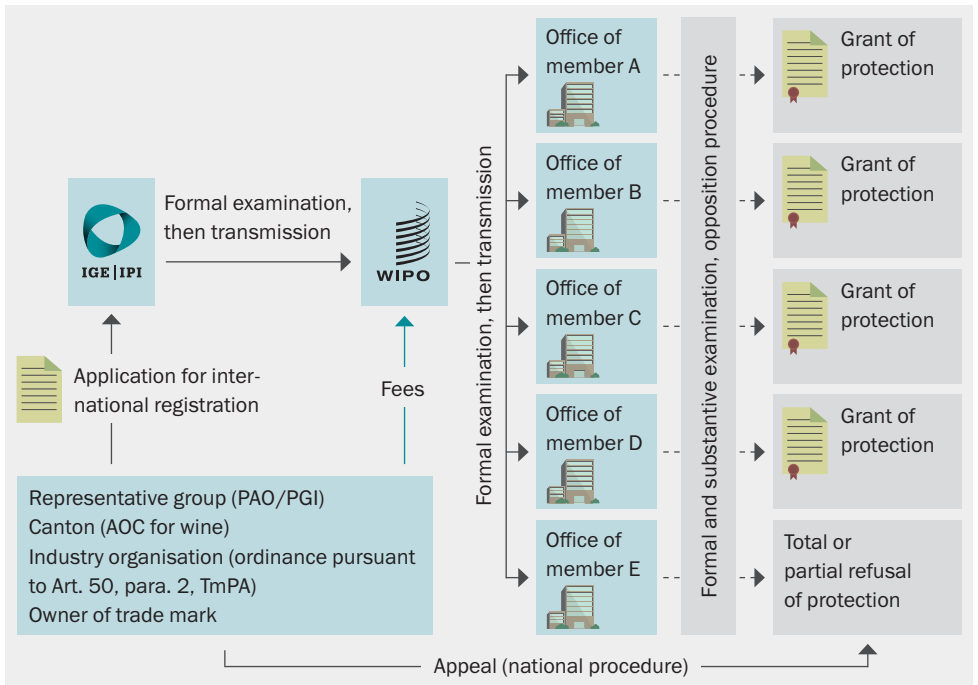 IGE|IPI
Formal examination,
then transmission
WIPO
Application for inter-
national registration
Fees
Representative group (PAO/PGI)
Canton (AOC for wine)
Industry organisation (ordinance pursuant
to Art. 50, para. 2, TmPA)
Owner of trade mark
Formal examination, then transmission
Office of
member A
Office of
member B
Office of
member C
Office of
member D
Office of
member E
Formal and substantive examination, opposition procedure
Grant of
protection
Grant of
protection
Grant of
protection
Grant of
protection
Total or
partial refusal
of protection
Appeal (national procedure)